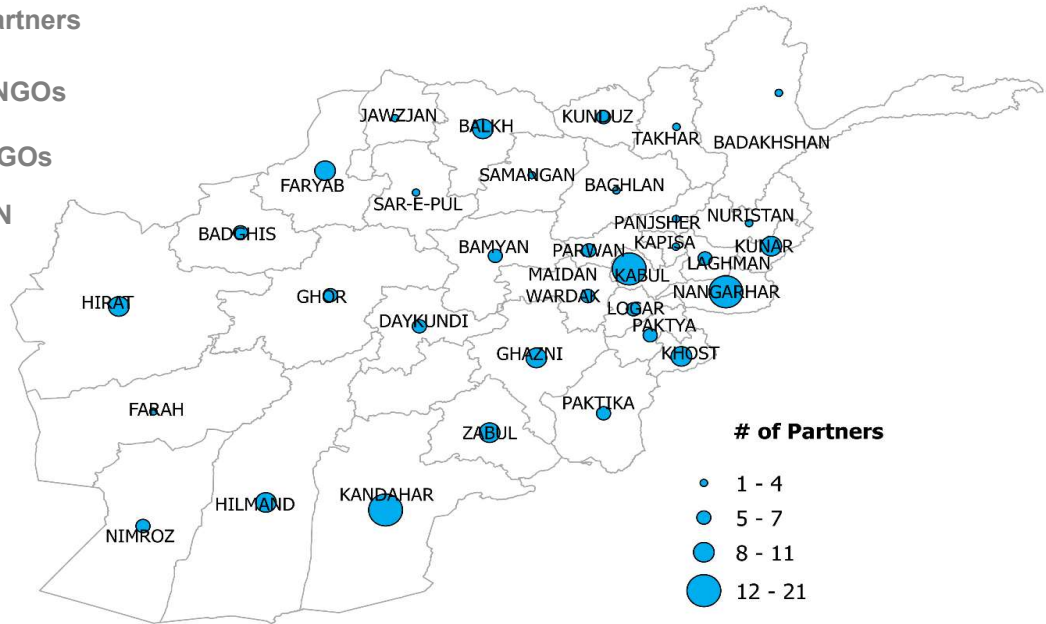 artners
NGOs
GOs
N
JAWZJAN
BALKH
KUNDUZ
TAKHAR
BADAKHSHAN
FARYAB
SAR-E-PUL
SAMANGAN
BAGHLAN
BADGHIS
BAMYAN
PANJSHER
NURISTAN
PARWAN
KAPISA
KUNAR
LAGHMAN
HIRAT
GHOR
DAYKUNDI
MAIDAN
WARDAK
KABUL
NANGARHAR
LOGAR
PAKTYA
GHAZNI
KHOST
FARAH
ZABUL
PAKTIKA
NIMROZ
HILMAND
KANDAHAR
# of Partners
1 - 4
5 - 7
8 - 11
12 - 21